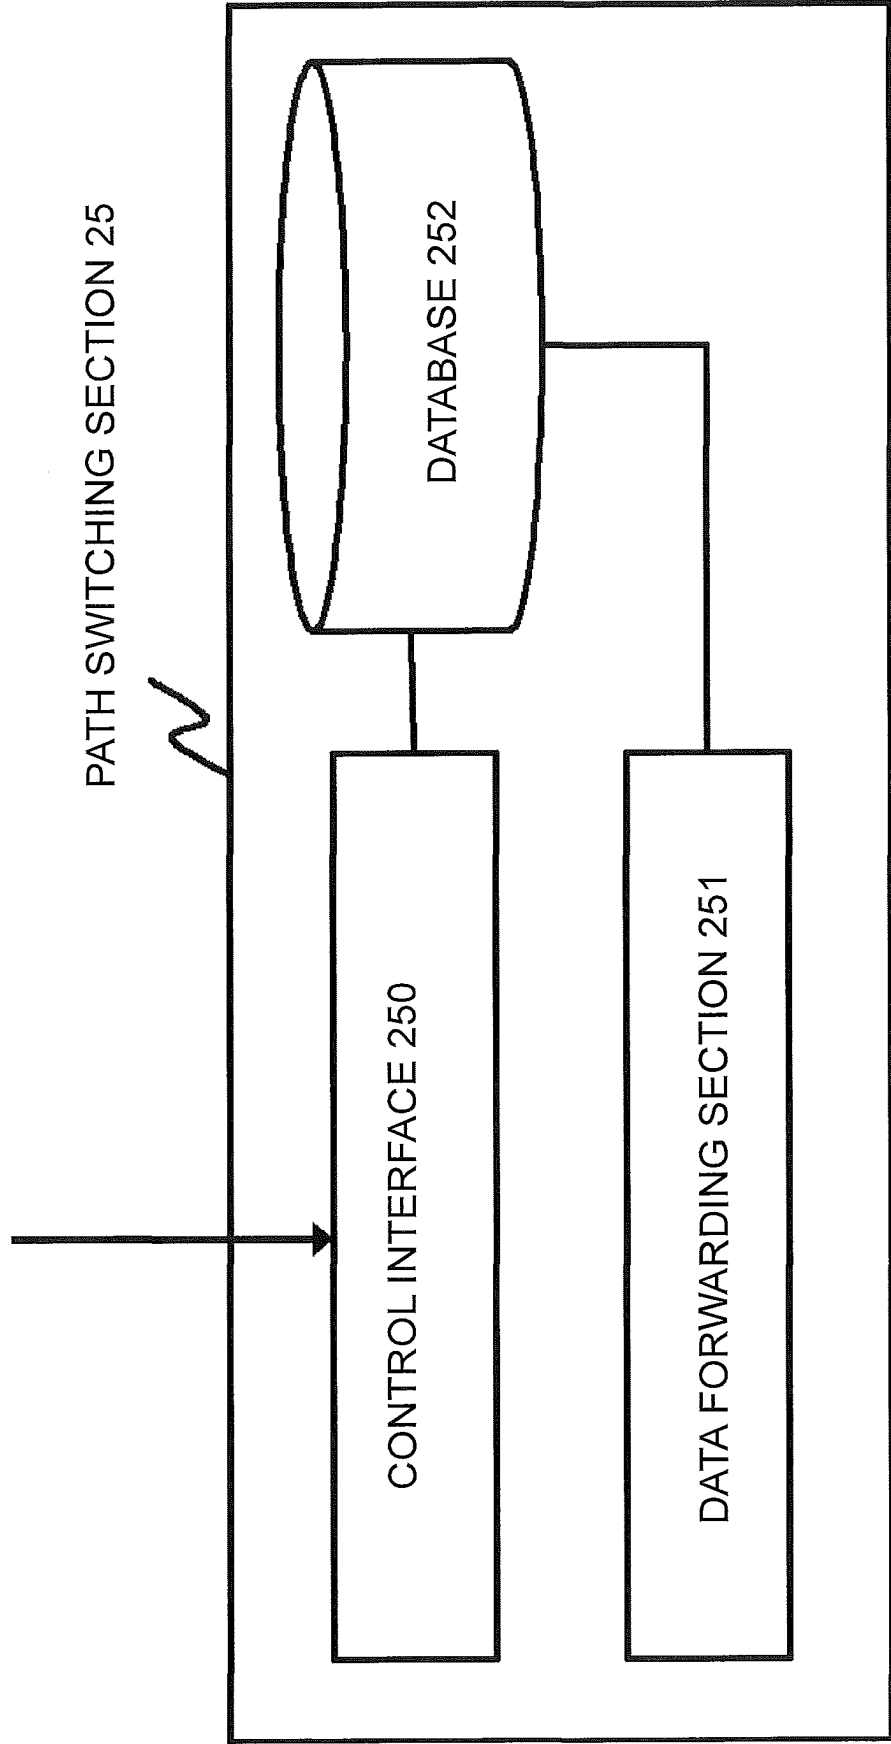 PATH SWITCHING SECTION 25
CONTROL INTERFACE 250
DATABASE 252
DATA FORWARDING SECTION 251